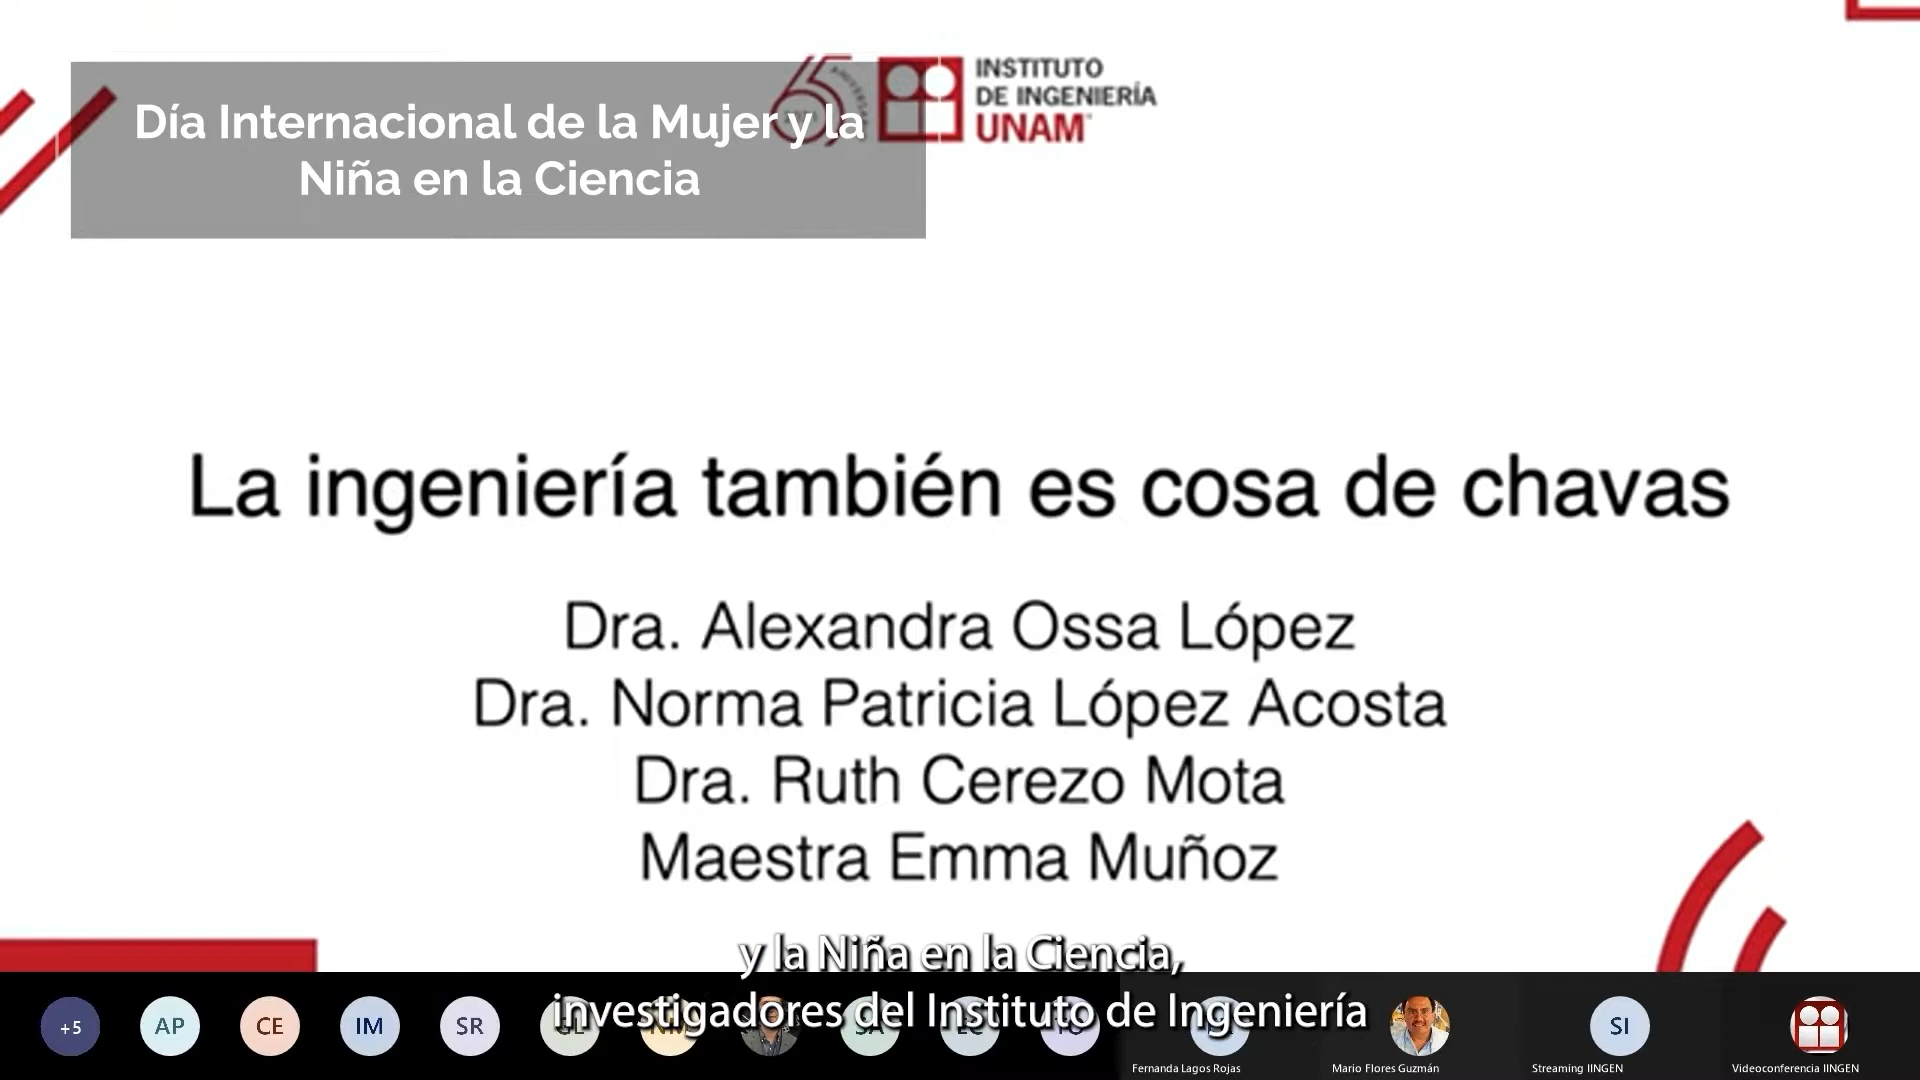 Día Internacional de la Mujer y la
Niña en la Ciencia
INSTITUTO
DE INGENIERÍA
UNAM
La ingeniería también es cosa de chavas
Dra. Alexandra Ossa López
Dra. Norma Patricia López Acosta
Dra. Ruth Cerezo Mota
Maestra Emma Muñoz
y la Niña en la Ciencia,
investigadores del Instituto de Ingeniería
+5
AP
CE
IM
SR
SI
Fernanda Lagos Rojas
Mario Flores Guzmán
Streaming IINGEN
Videoconferencia IINGEN